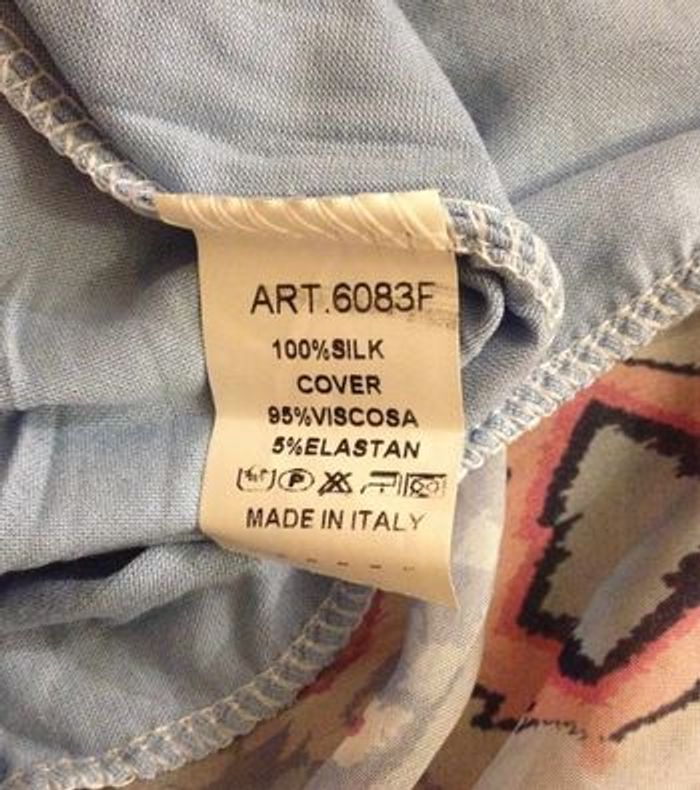 ART.6083F
100%SILK
COVER
95%VISCOSA
5%ELASTAN
MADE IN ITALY